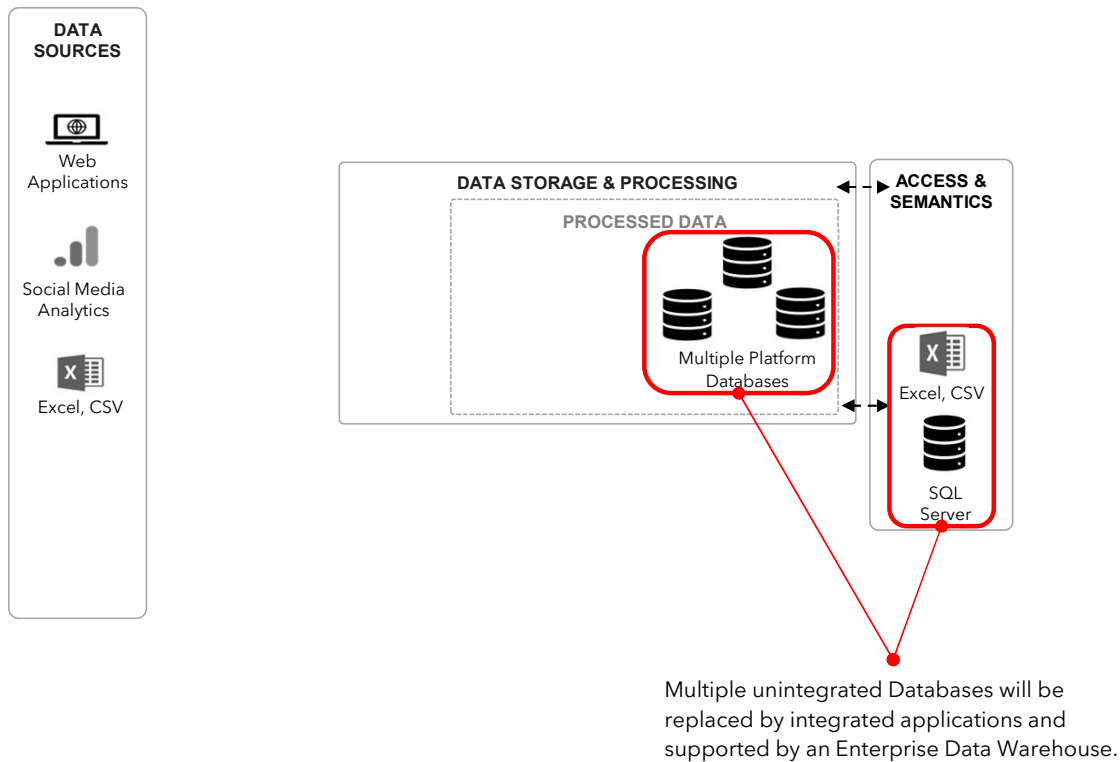 DATA
SOURCES
Web
Applications
Social Media
Analytics
X
Excel, CSV
DATA STORAGE & PROCESSING
PROCESSED DATA
Multiple Platform
Databases
ACCESS &
SEMANTICS
X
Excel, CSV
SQL
Server
Multiple unintegrated Databases will be
replaced by integrated applications and
supported by an Enterprise Data Warehouse.